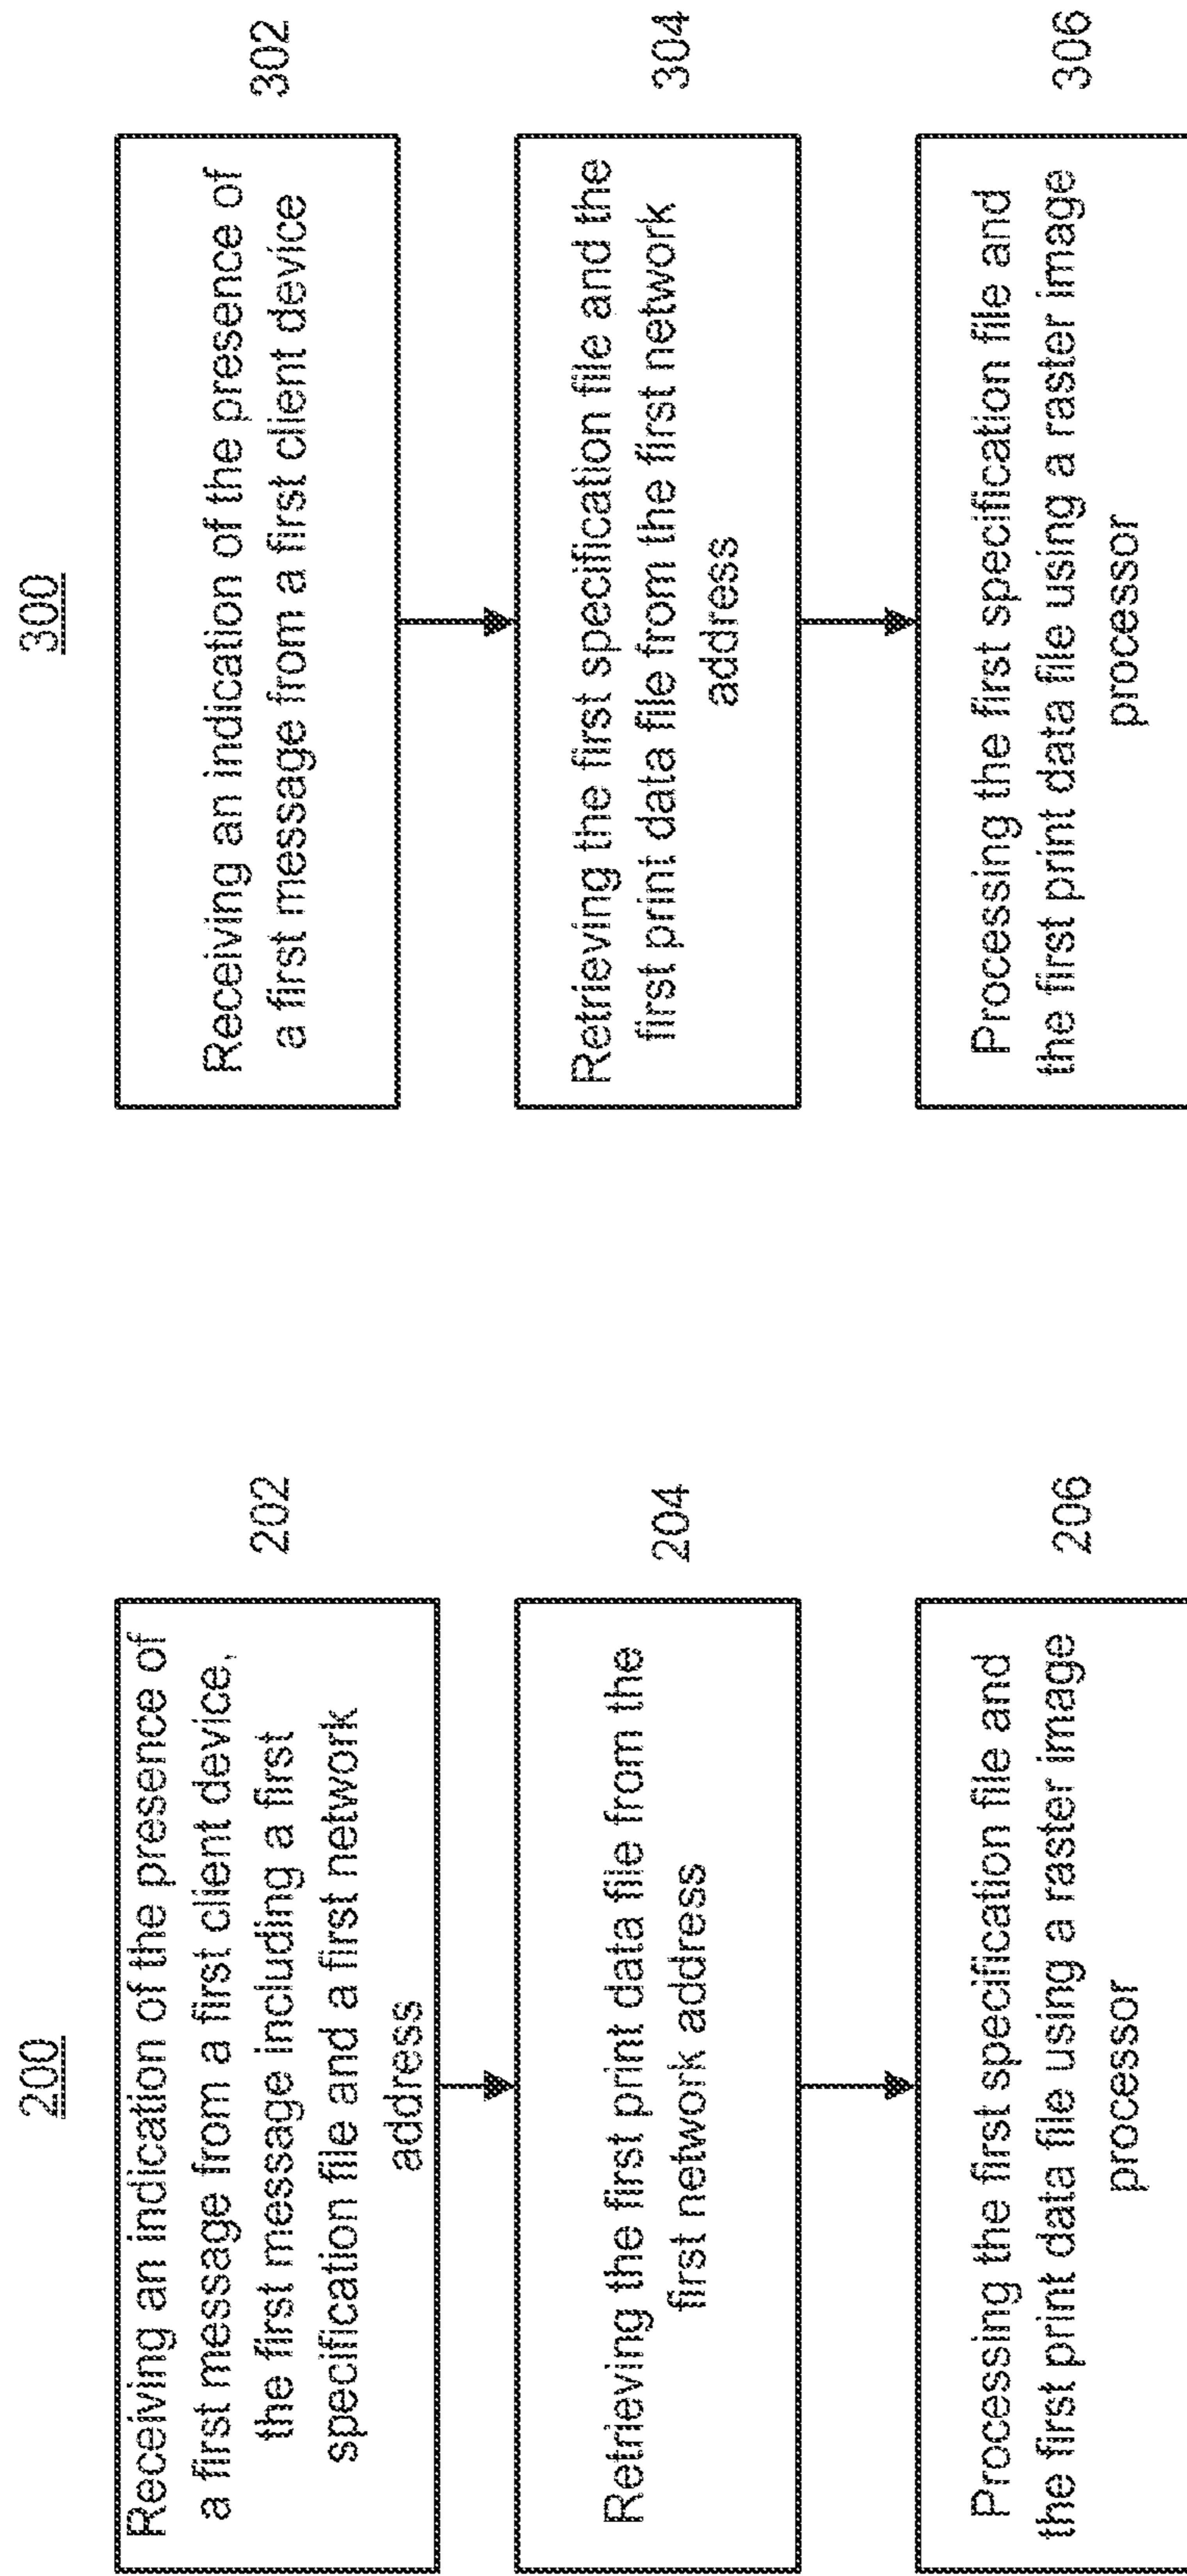 200
Receiving an indication of the presence of
a first message from a first client device,
the first message including a first
specification file and a first network
address
202
Retrieving the first print data file from the
first network address
204
Processing the first specification file and
the first print data file using a raster image
processor
206
300
Receiving an indication of the presence of
a first message from a first client device
302
Retrieving the first specification file and the
first print data file from the first network
address
304
Processing the first specification file and
the first print data file using a raster image
processor
306